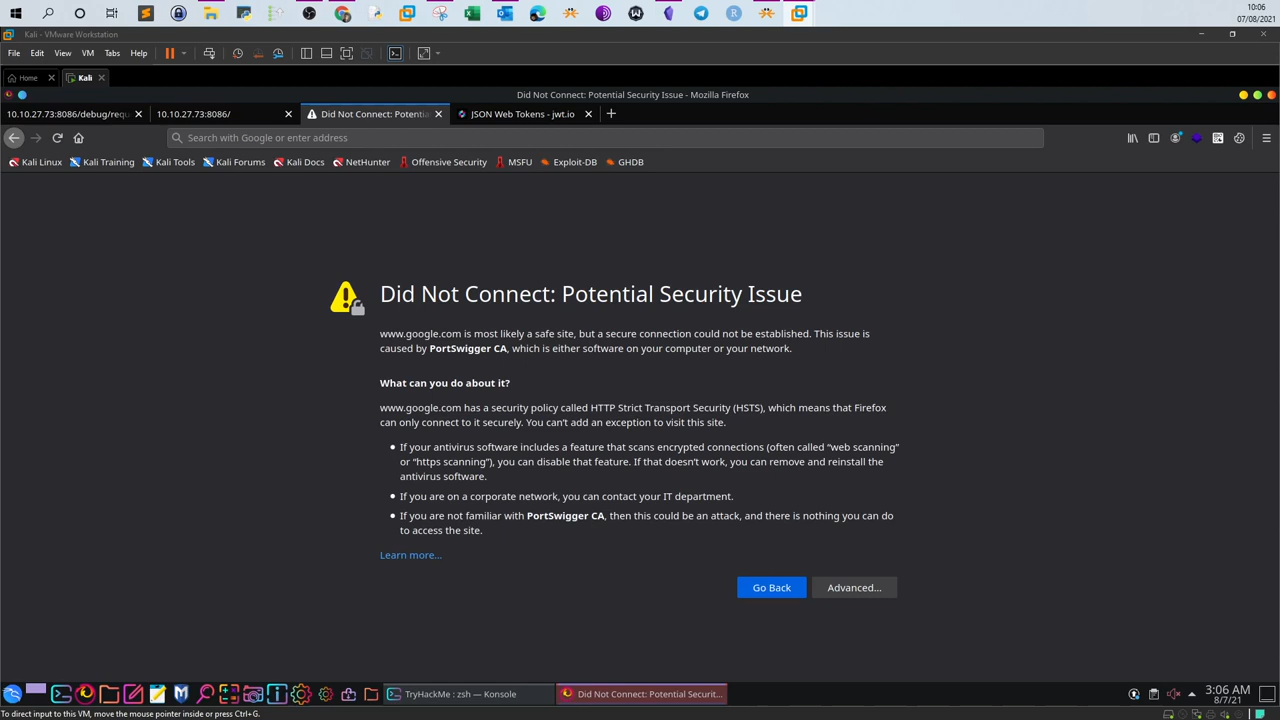 10:06
07/08/2021
Kali - VMware Workstation
File Edit View VM Tabs Help
Home
Kali
Did Not Connect: Potential Security Issue - Mozilla Firefox
10.10.27.73:8086/debug/requ
10.10.27.73:8086/
Did Not Connect: Potentia
JSON Web Tokens - jwt.io
Search with Google or enter address
Kali Linux Kali Training Kali Tools Kali Forums Kali Docs NetHunter Offensive Security MSFU Exploit-DB GHDB
Did Not Connect: Potential Security Issue
www.google.com is most likely a safe site, but a secure connection could not be established. This issue is
caused by PortSwigger CA, which is either software on your computer or your network.
What can you do about it?
www.google.com has a security policy called HTTP Strict Transport Security (HSTS), which means that Firefox
can only connect to it securely. You can’t add an exception to visit this site.
If your antivirus software includes a feature that scans encrypted connections (often called “web scanning”
or “https scanning”), you can disable that feature. If that doesn’t work, you can remove and reinstall the
antivirus software.
If you are on a corporate network, you can contact your IT department.
If you are not familiar with PortSwigger CA, then this could be an attack, and there is nothing you can do
to access the site.
Learn more…
Go Back
Advanced…
TryHackMe : zsh — Konsole
Did Not Connect: Potential Securit...
3:06 AM
8/7/21
To direct input to this VM, move the mouse pointer inside or press Ctrl+G.